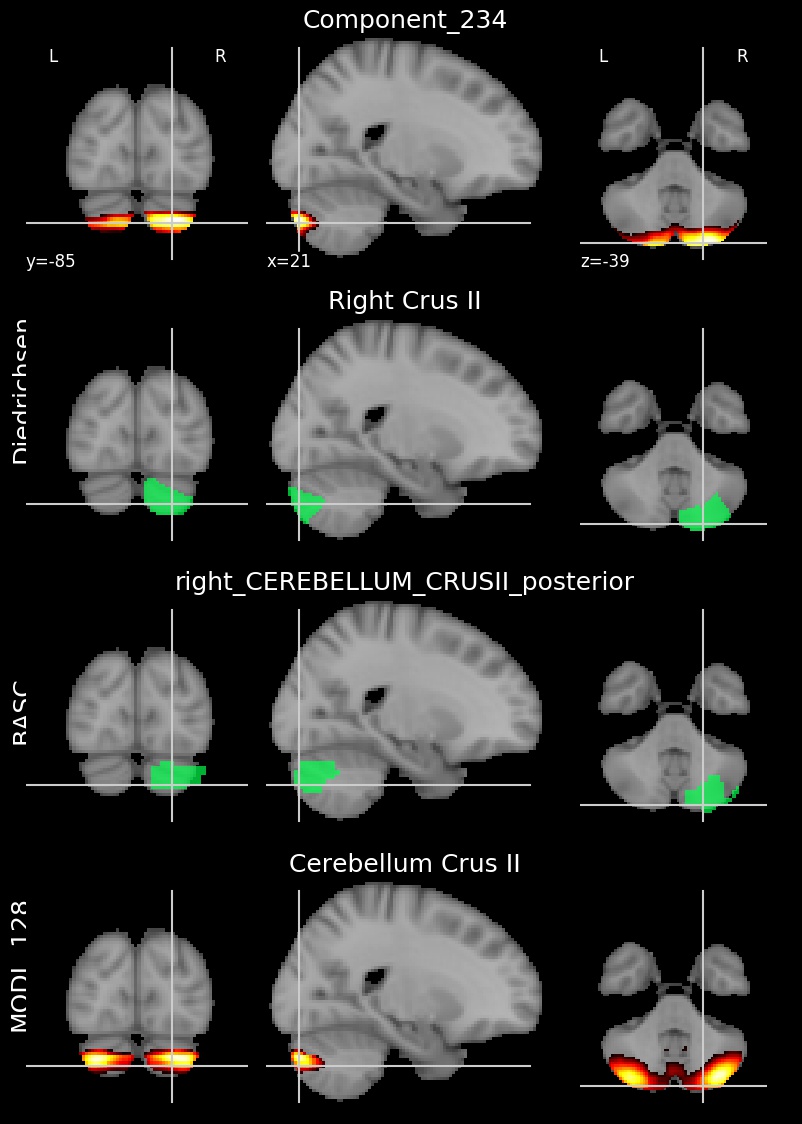 Component_234
L R L R
y=-85 x=21 z=-39
Right Crus II
Diedrichsen
right_CEREBELLUM_CRUSII_posterior
BASC
Cerebellum Crus II
MODL 128